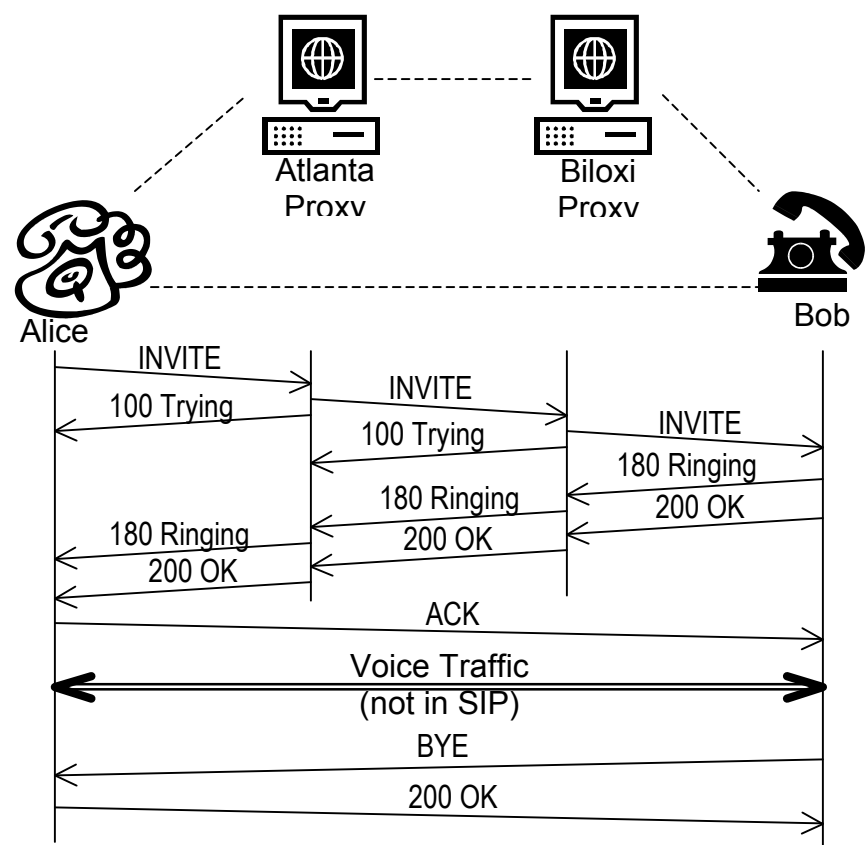 Atlanta
Proxy
Biloxi
Proxy
Alice
Bob
INVITE
INVITE
100 Trying
INVITE
100 Trying
180 Ringing
180 Ringing
200 OK
180 Ringing
200 OK
200 OK
ACK
Voice Traffic
(not in SIP)
BYE
200 OK